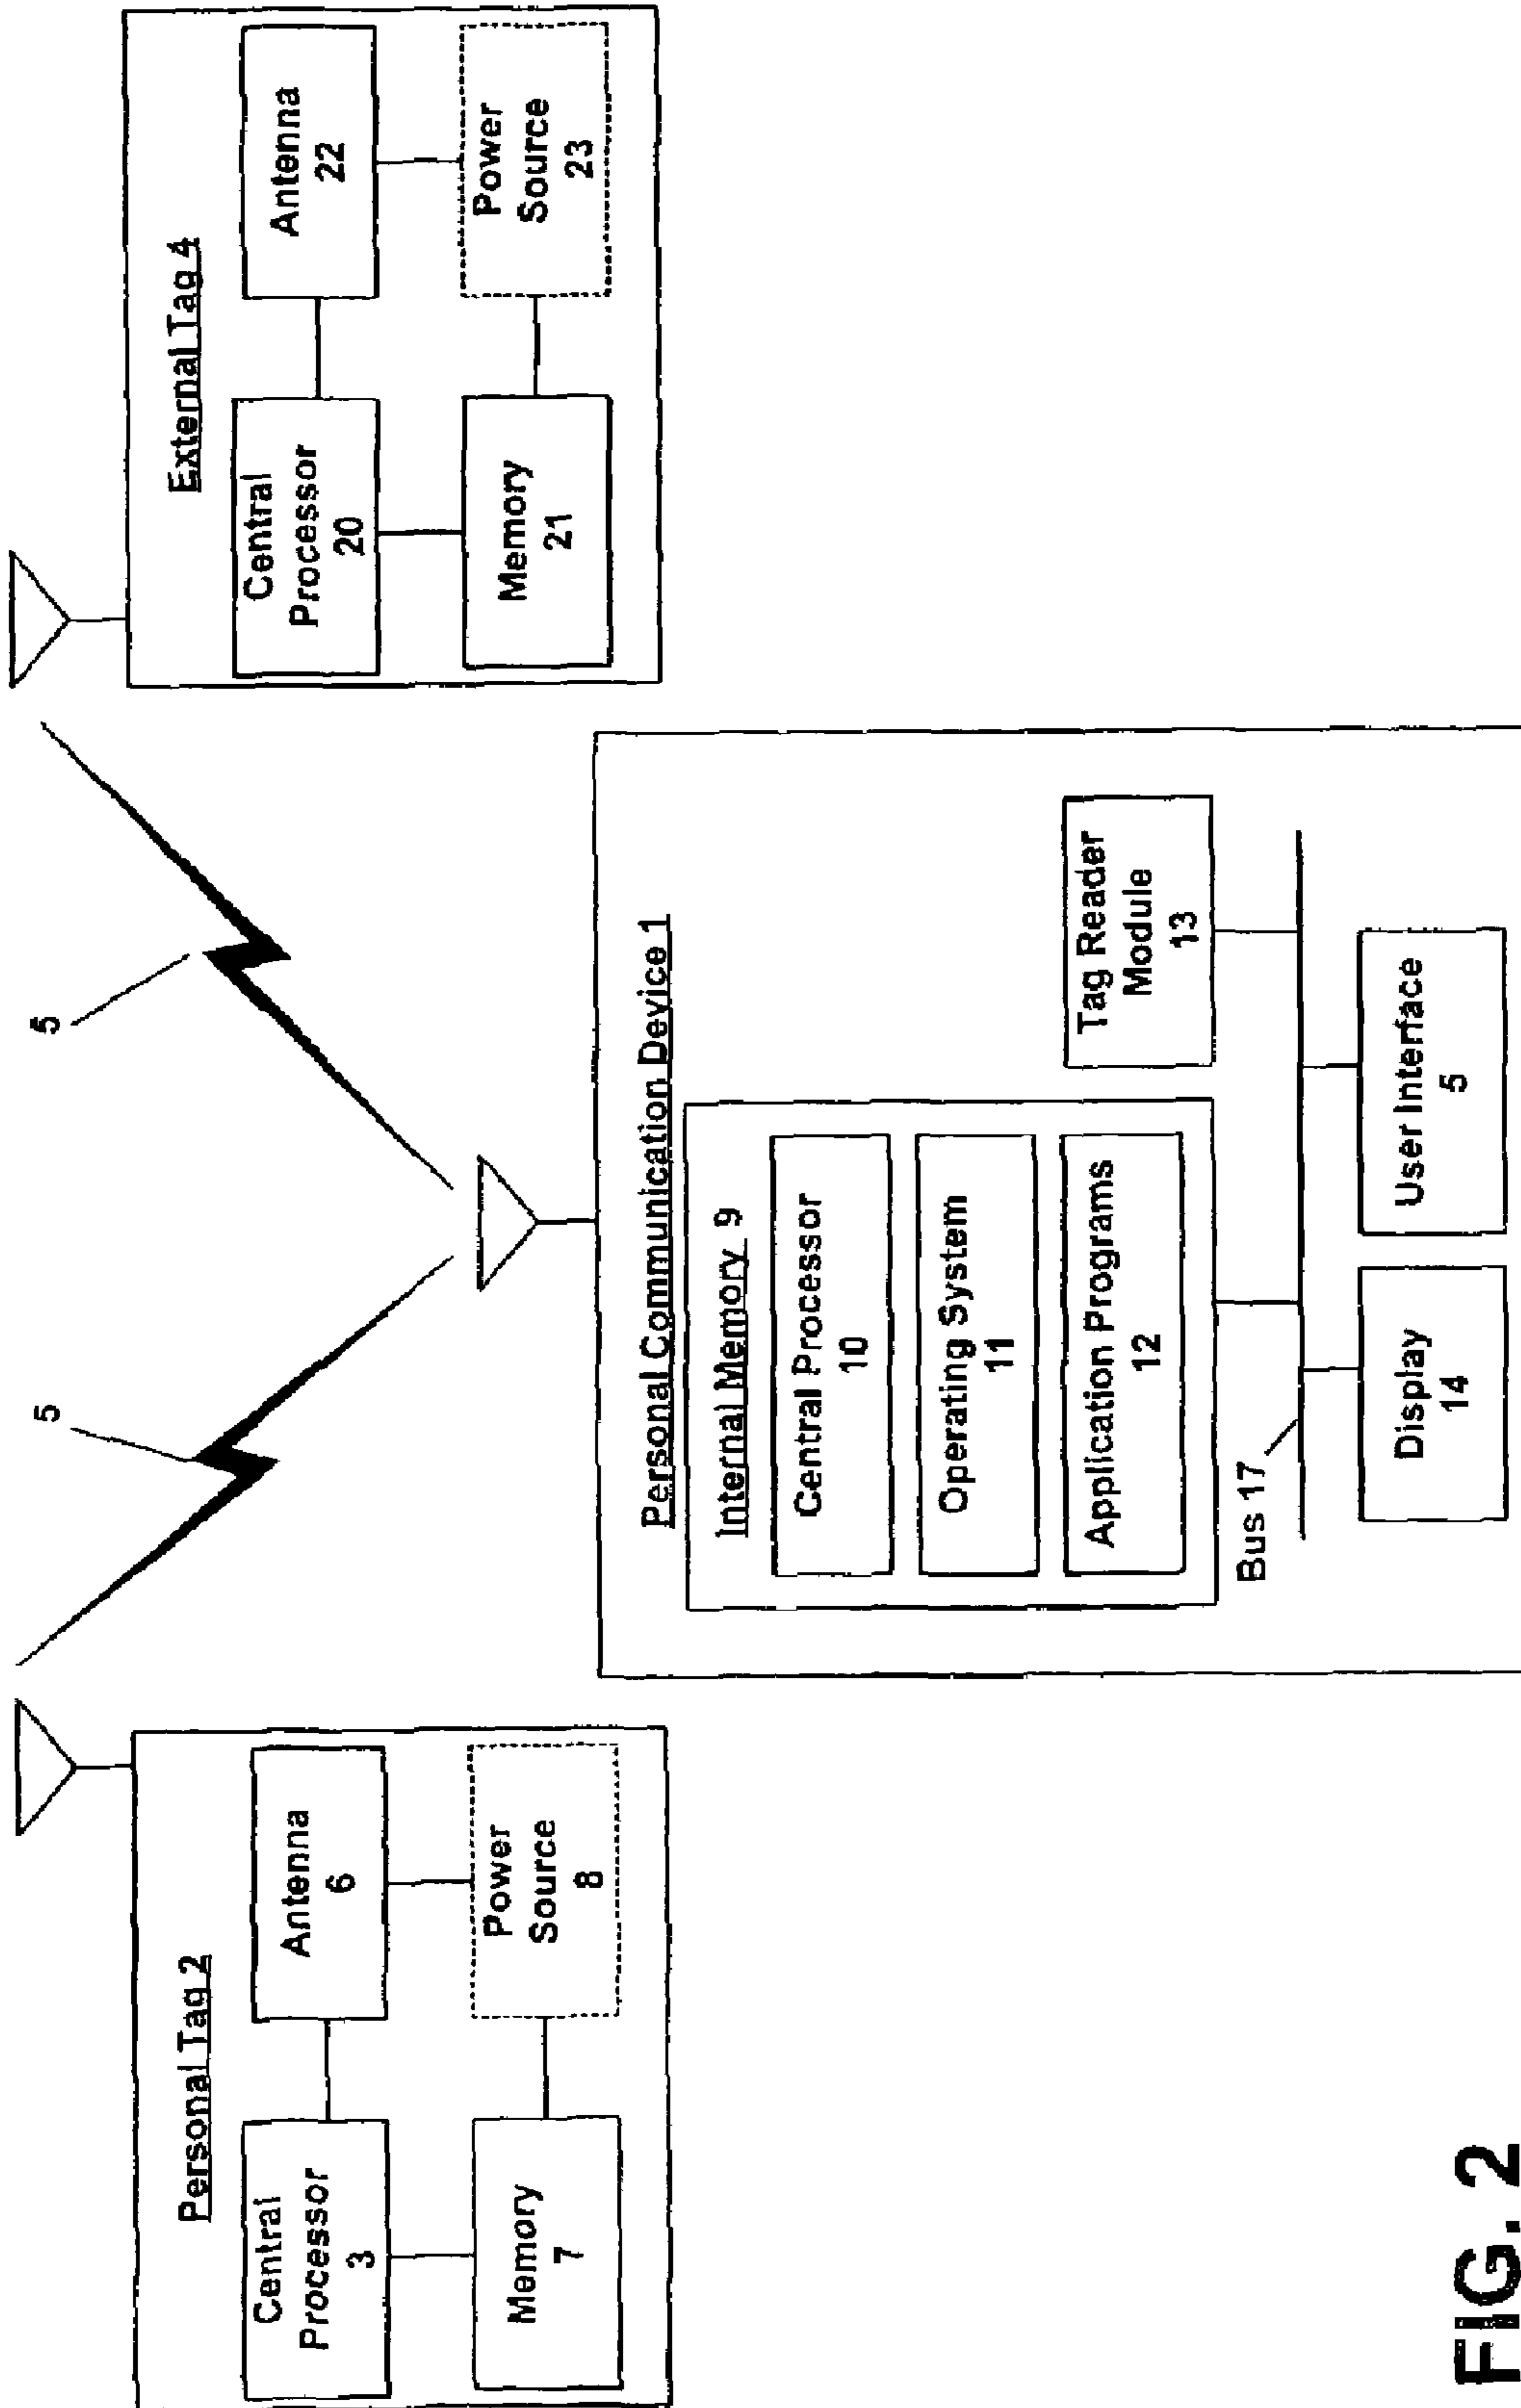 Personal Tag 2
Central
Processor
3
Antenna
6
Memory
7
Power
Source
8
5
5
External Tag 4
Central
Processor
20
Antenna
22
Memory
21
Power
Source
23
Personal Communication Device 1
Internal Memory 9
Central Processor
10
Operating System
11
Application Programs
12
Tag Reader
Module
13
Bus 17
Display
14
User Interface
5
FIG. 2